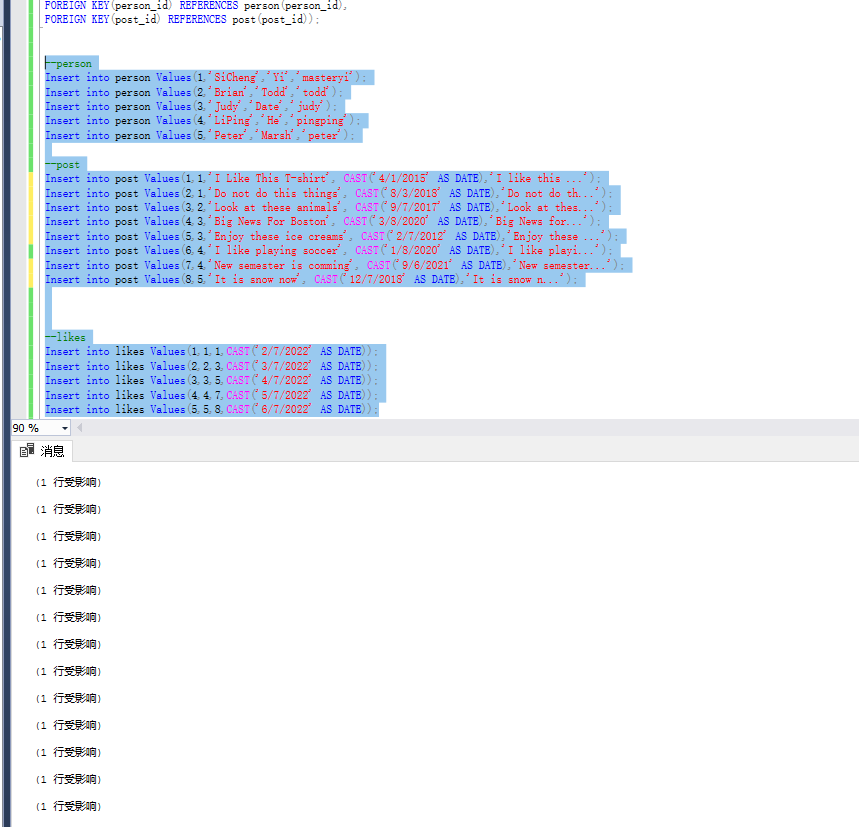 FOREIGN KEY(person_id) REFERENCES person(person_id),
FOREIGN KEY(post_id) REFERENCES post(post_id));
--person
Insert into person Values(1,'SiCheng','Yi','masteryi');
Insert into person Values(2,'Brian','Todd','todd');
Insert into person Values(3,'Judy','Date','judy');
Insert into person Values(4,'LiPing','He','pingping');
Insert into person Values(5,'Peter','Marsh','peter');
--post
Insert into post Values(1,1,'I Like This T-shirt', CAST('4/1/2015' AS DATE),'I like this ...');
Insert into post Values(2,1,'Do not do this things', CAST('8/3/2018' AS DATE),'Do not do th...');
Insert into post Values(3,2,'Look at these animals', CAST('9/7/2017' AS DATE),'Look at thes...');
Insert into post Values(4,3,'Big News For Boston', CAST('3/8/2020' AS DATE),'Big News for...');
Insert into post Values(5,3,'Enjoy these ice creams', CAST('2/7/2012' AS DATE),'Enjoy these ...');
Insert into post Values(6,4,'I like playing soccer', CAST('1/8/2020' AS DATE),'I like playi...');
Insert into post Values(7,4,'New semester is comming', CAST('9/6/2021' AS DATE),'New semester...');
Insert into post Values(8,5,'It is snow now', CAST('12/7/2018' AS DATE),'It is snow n...');
--likes
Insert into likes Values(1,1,1,CAST('2/7/2022' AS DATE));
Insert into likes Values(2,2,3,CAST('3/7/2022' AS DATE));
Insert into likes Values(3,3,5,CAST('4/7/2022' AS DATE));
Insert into likes Values(4,4,7,CAST('5/7/2022' AS DATE));
Insert into likes Values(5,5,8,CAST('6/7/2022' AS DATE));
90 %
消息
(1 行受影响)
(1 行受影响)
(1 行受影响)
(1 行受影响)
(1 行受影响)
(1 行受影响)
(1 行受影响)
(1 行受影响)
(1 行受影响)
(1 行受影响)
(1 行受影响)
(1 行受影响)
(1 行受影响)